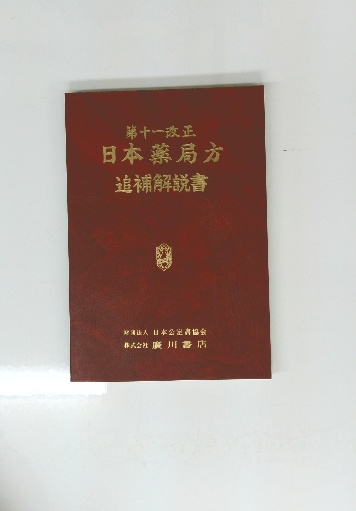 第十一改正
日本薬局方
追補解説書
財団法人 日本公定書協会
株式会社 廣川書店